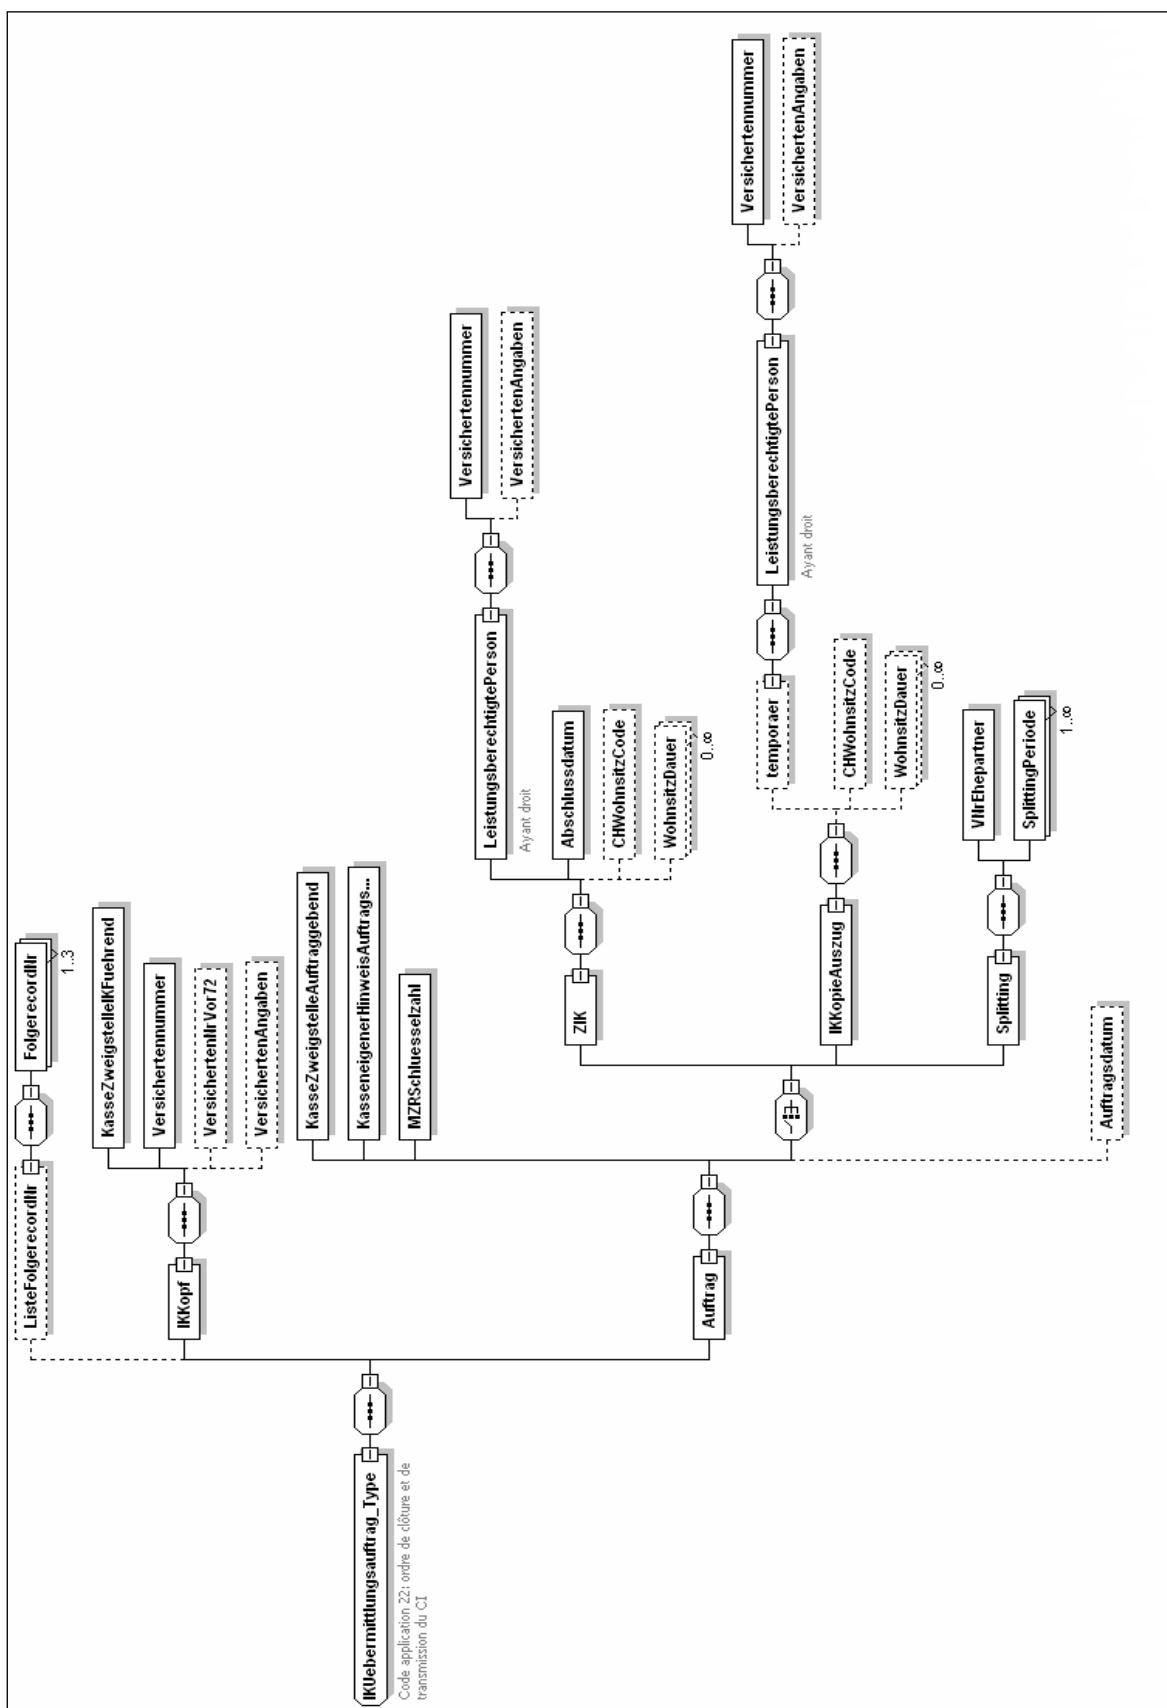 IKUebermittlungsauftrag_Type
Code application 22: ordre de clôture et de
transmission du CI
ListeFolgerecordNr
FolgerecordNr
1..3
IKKopf
KasseZweigstelleIKFuehrend
Versichertennummer
VersichertenNrVor72
VersichertenAngaben
Auftrag
KasseZweigstelleAuftraggebend
KasseneigenerHinweisAuftrags...
MZRSchluesselzahl
ZIK
LeistungsberechtigtePerson
Ayant droit
Versichertennummer
VersichertenAngaben
Abschlussdatum
CHWohnsitzCode
WohnsitzDauer
0..∞
IKKopieAuszug
temporaer
LeistungsberechtigtePerson
Ayant droit
Versichertennummer
VersichertenAngaben
CHWohnsitzCode
WohnsitzDauer
0..∞
Splitting
VNrEhepartner
SplittingPeriode
1..∞
Auftragsdatum